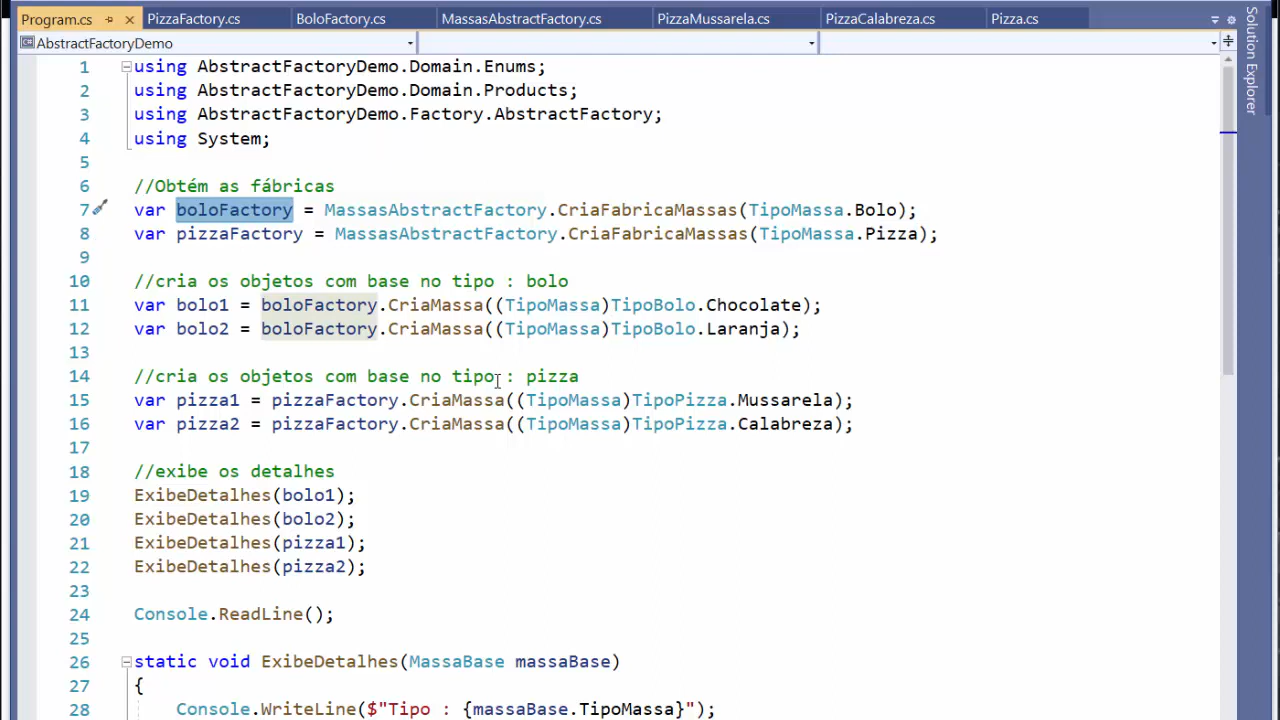 Program.cs PizzaFactory.cs BoloFactory.cs MassasAbstractFactory.cs PizzaMussarela.cs PizzaCalabreza.cs Pizza.cs
AbstractFactoryDemo
Solution Explorer
1 using AbstractFactoryDemo.Domain.Enums;
2 using AbstractFactoryDemo.Domain.Products;
3 using AbstractFactoryDemo.Factory.AbstractFactory;
4 using System;
5
6 //Obtém as fábricas
7 var boloFactory = MassasAbstractFactory.CriaFabricaMassas(TipoMassa.Bolo);
8 var pizzaFactory = MassasAbstractFactory.CriaFabricaMassas(TipoMassa.Pizza);
9
10 //cria os objetos com base no tipo : bolo
11 var bolo1 = boloFactory.CriaMassa((TipoMassa)TipoBolo.Chocolate);
12 var bolo2 = boloFactory.CriaMassa((TipoMassa)TipoBolo.Laranja);
13
14 //cria os objetos com base no tipo : pizza
15 var pizza1 = pizzaFactory.CriaMassa((TipoMassa)TipoPizza.Mussarela);
16 var pizza2 = pizzaFactory.CriaMassa((TipoMassa)TipoPizza.Calabreza);
17
18 //exibe os detalhes
19 ExibeDetalhes(bolo1);
20 ExibeDetalhes(bolo2);
21 ExibeDetalhes(pizza1);
22 ExibeDetalhes(pizza2);
23
24 Console.ReadLine();
25
26 static void ExibeDetalhes(MassaBase massaBase)
27 {
28 Console.WriteLine($"Tipo : {massaBase.TipoMassa}");